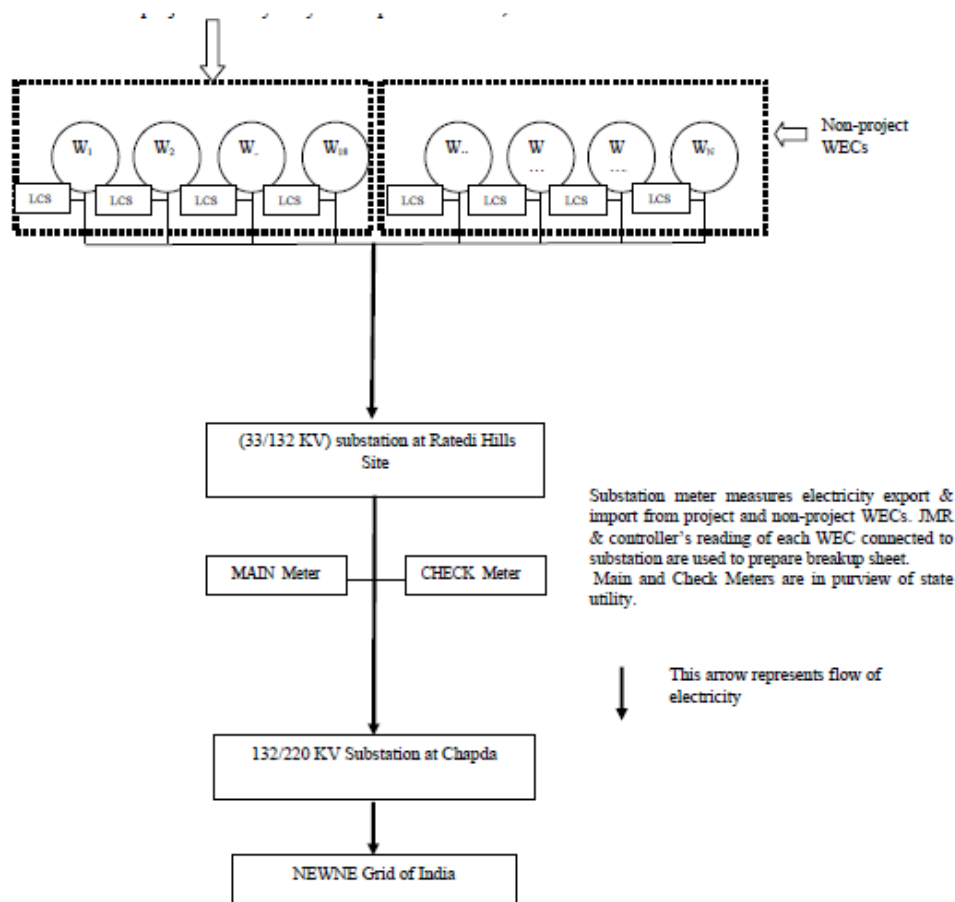 W1 W2 W.. W18 W.. W W WN
... ....
LCS LCS LCS LCS LCS LCS LCS LCS
Non-project
WECs
(33/132 KV) substation at Ratedi Hills
Site
MAIN Meter
CHECK Meter
Substation meter measures electricity export &
import from project and non-project WECs. JMR
& controller's reading of each WEC connected to
substation are used to prepare breakup sheet.
Main and Check Meters are in purview of state
utility.
This arrow represents flow of
electricity
132/220 KV Substation at Chapda
NEWNE Grid of India